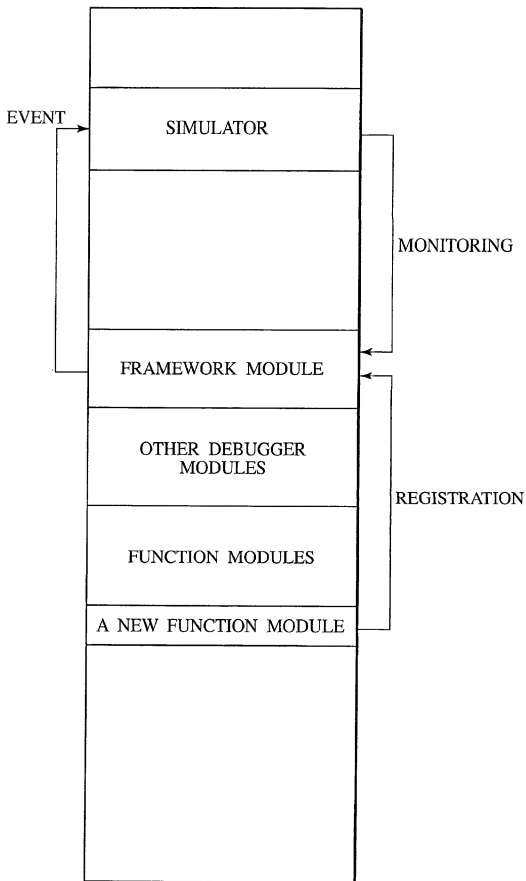 EVENT
SIMULATOR
MONITORING
FRAMEWORK MODULE
OTHER DEBUGGER
MODULES
REGISTRATION
FUNCTION MODULES
A NEW FUNCTION MODULE